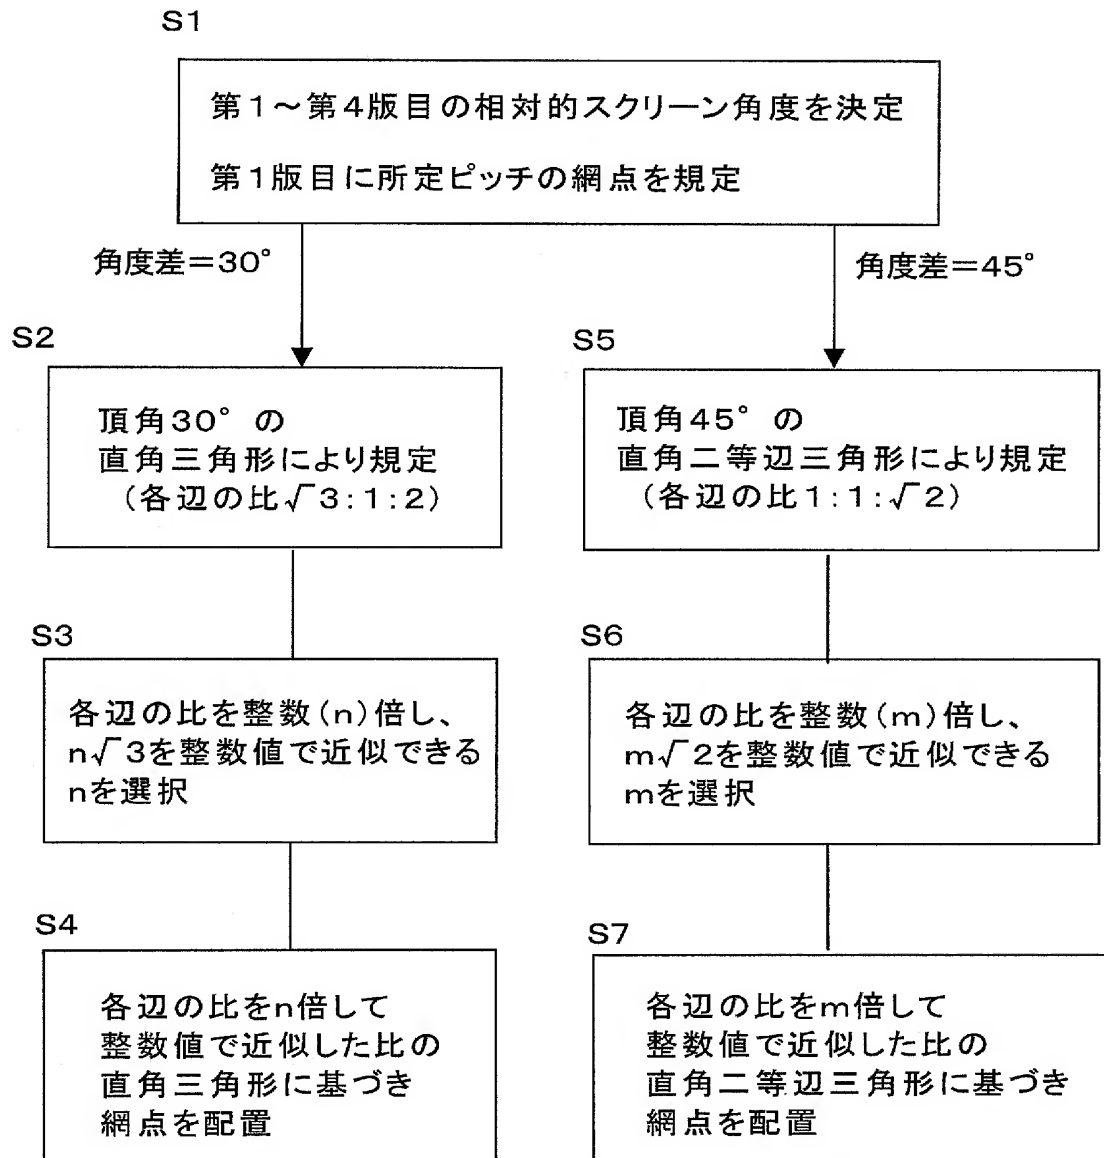 S1
第1～第4版目の相対的スクリーン角度を決定
第1版目に所定ピッチの網点を規定
角度差＝30°
角度差＝45°
S2
頂角30° の
直角三角形により規定
（各辺の比√3：1：2）
S5
頂角45° の
直角二等辺三角形により規定
（各辺の比1：1：√2）
S3
各辺の比を整数（n）倍し、
n√3を整数値で近似できる
nを選択
S6
各辺の比を整数（m）倍し、
m√2を整数値で近似できる
mを選択
S4
各辺の比をn倍して
整数値で近似した比の
直角三角形に基づき
網点を配置
S7
各辺の比をm倍して
整数値で近似した比の
直角二等辺三角形に基づき
網点を配置